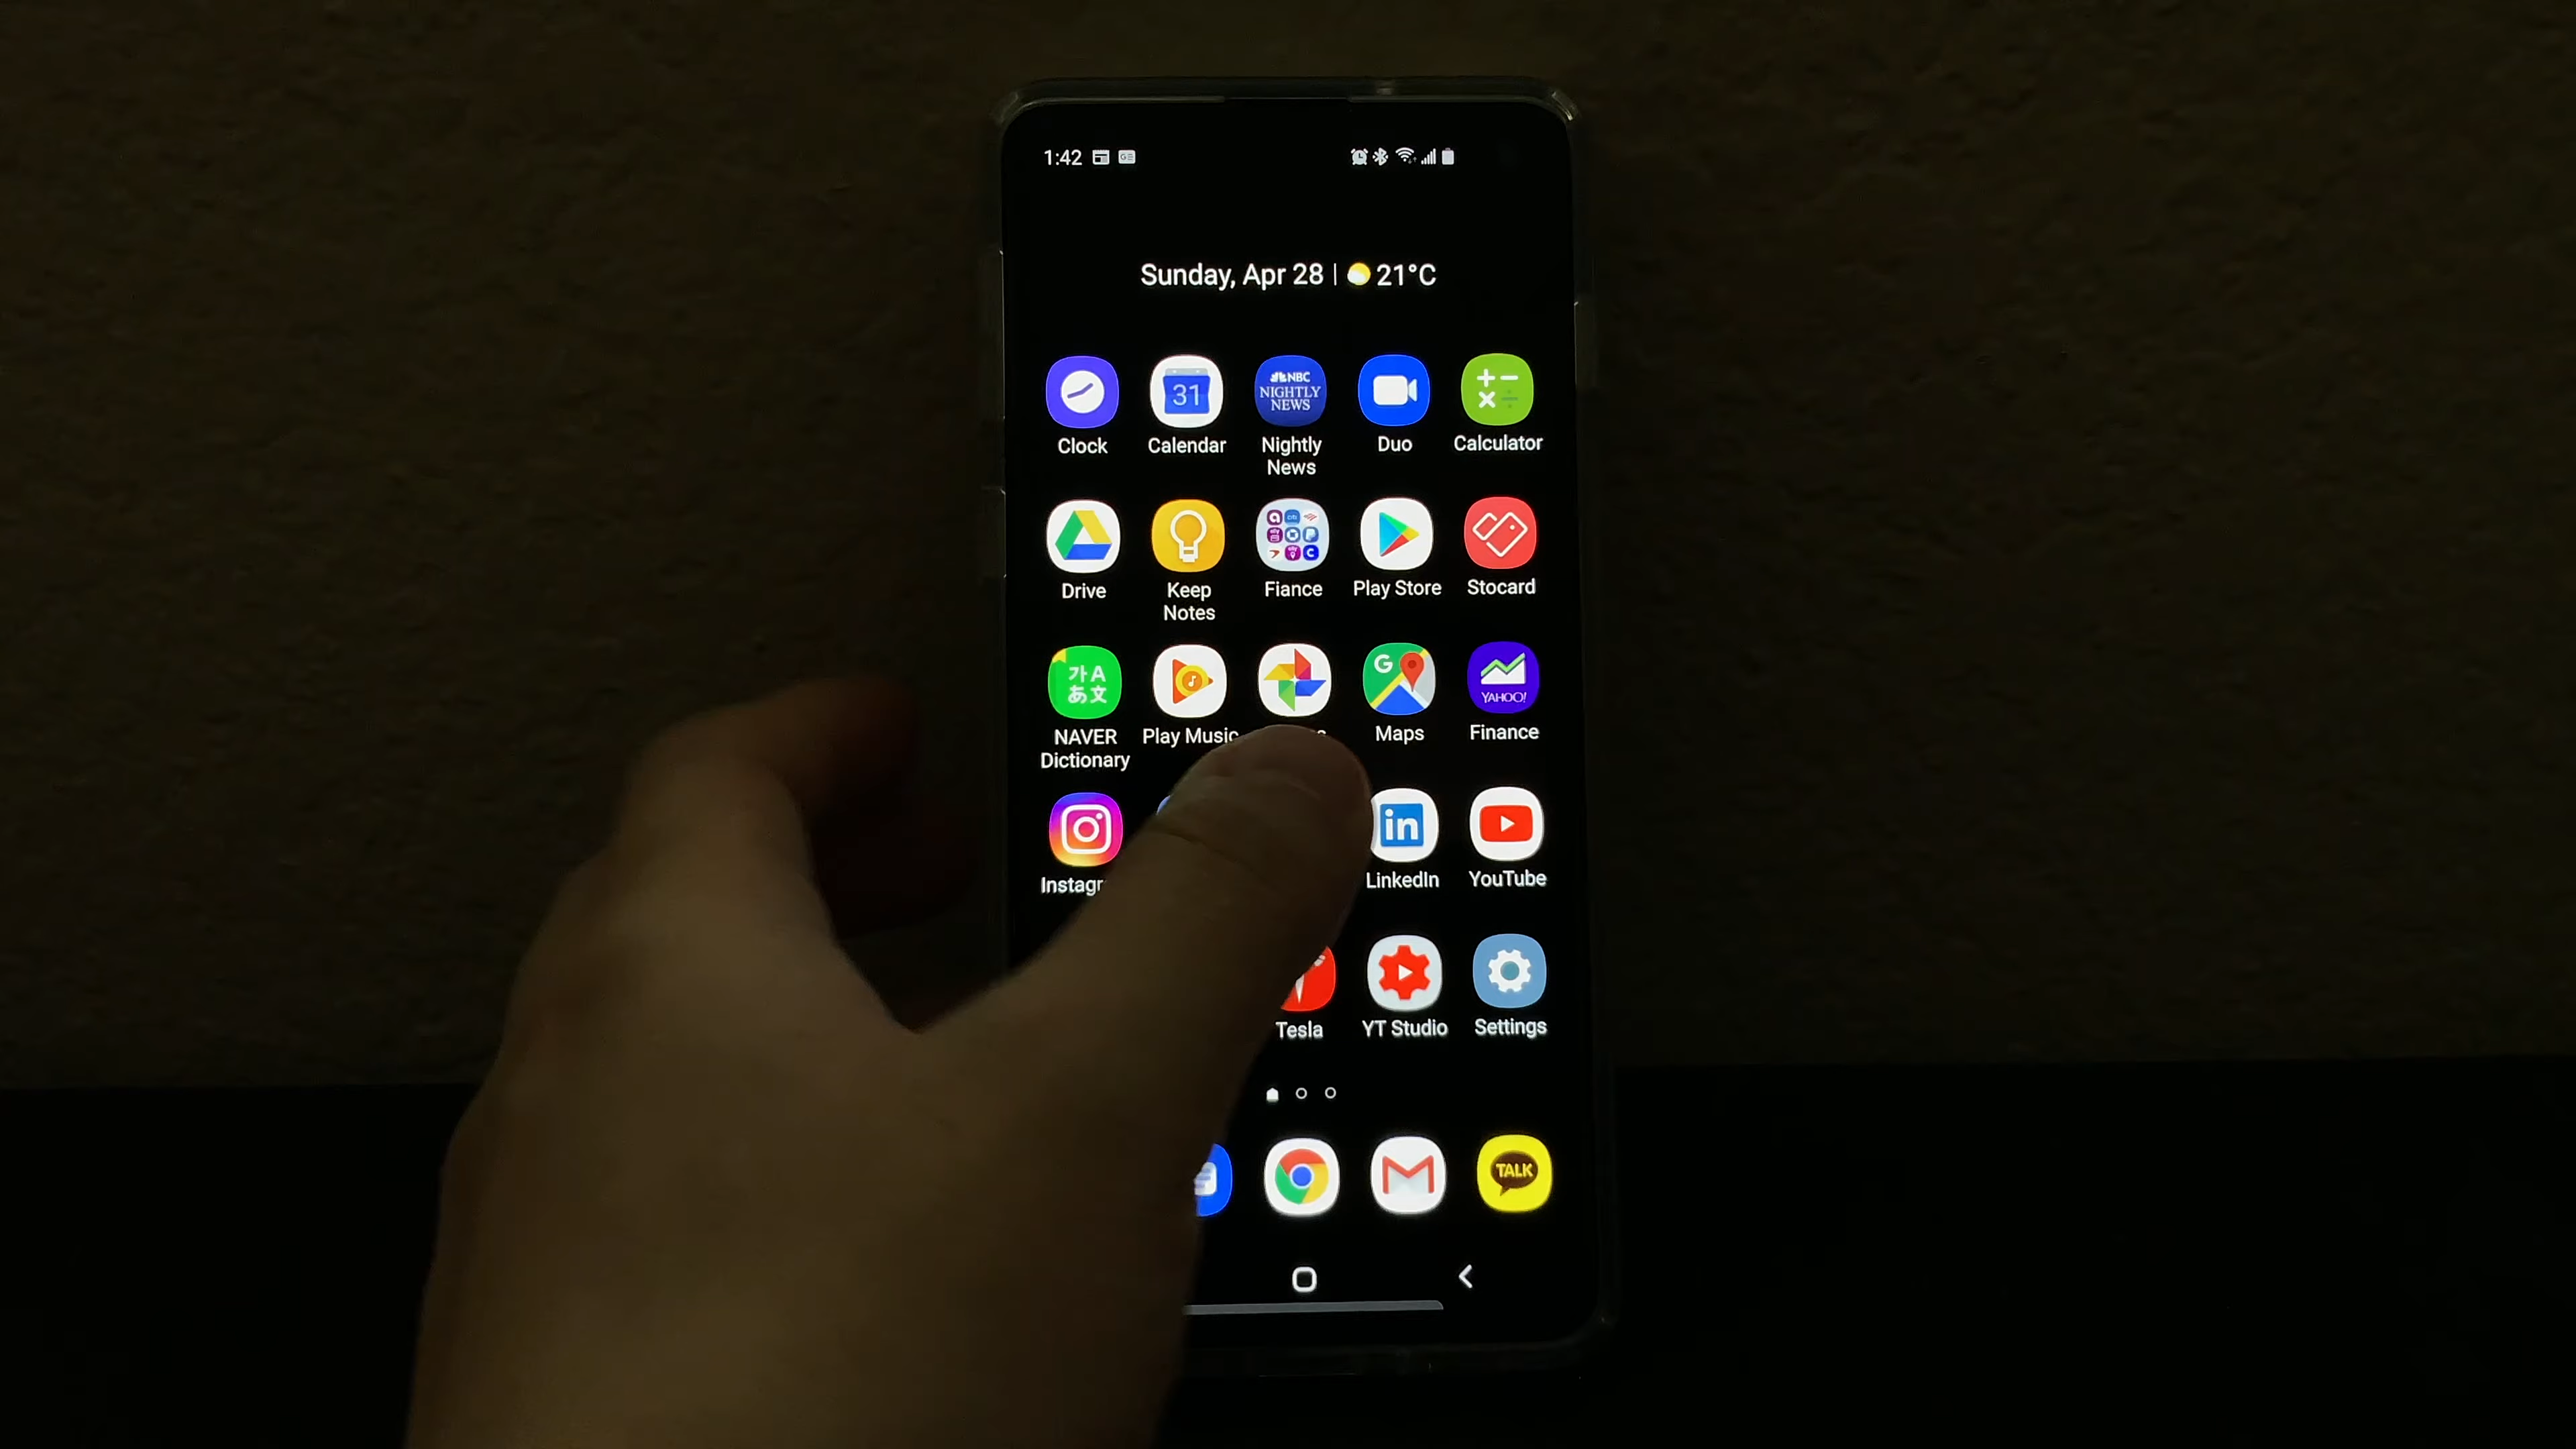 1:42
Sunday, Apr 28 | 21°C
31
NBC
NIGHTLY
NEWS
Clock Calendar Nightly News Duo Calculator
Drive Keep Notes Fiance Play Store Stocard
가 A
あ 文
G
YAHOO!
NAVER Dictionary Play Music Maps Finance
in
LinkedIn YouTube
Tesla YT Studio Settings
TALK